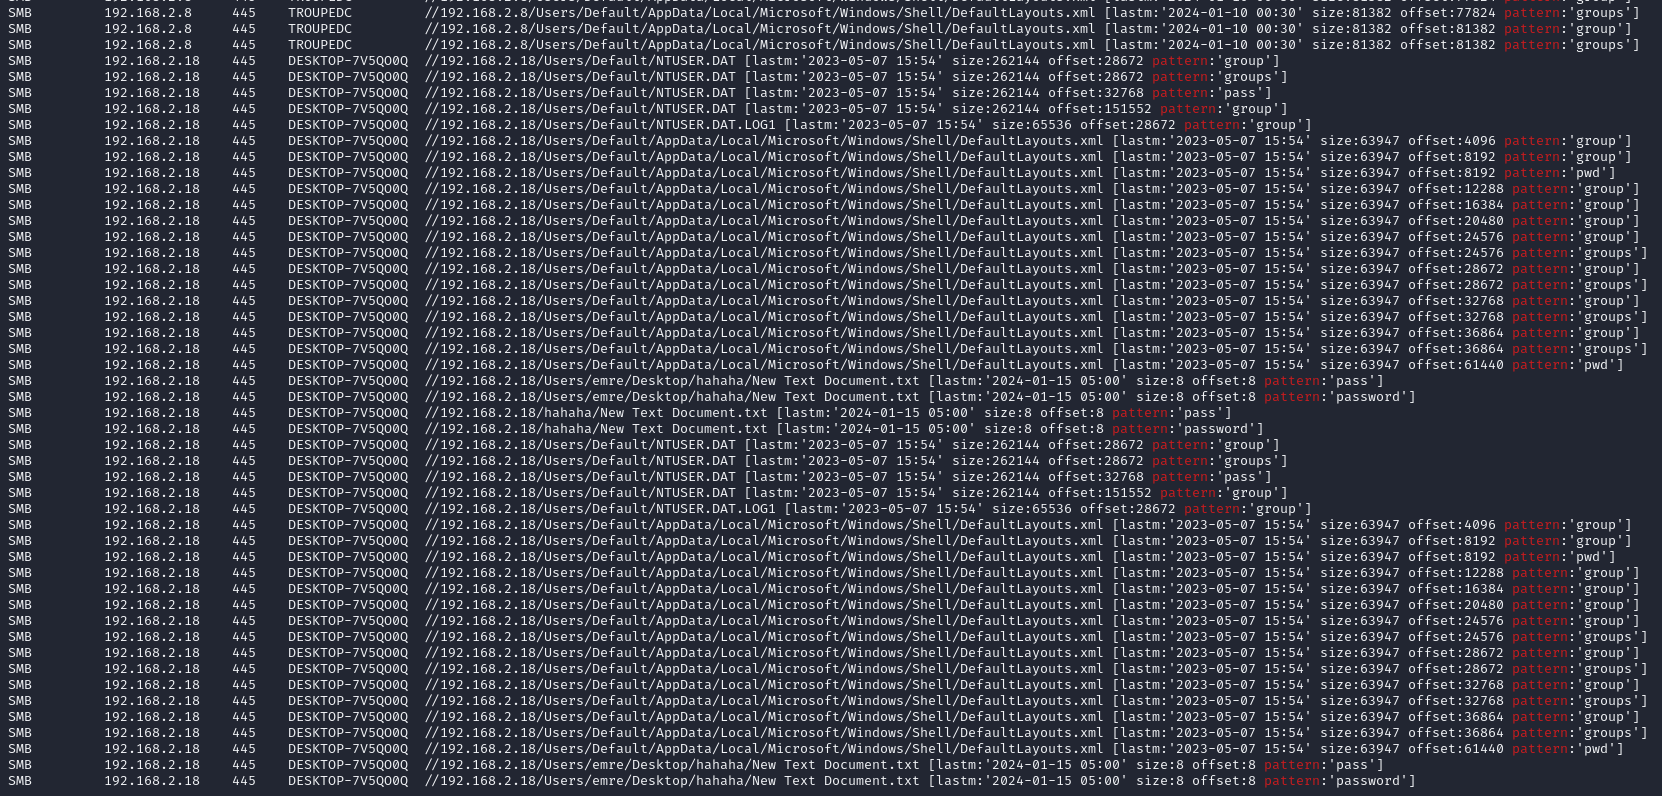 SMB 192.168.2.8 445 TROUPEDC //192.168.2.8/Users/Default/AppData/Local/Microsoft/Windows/Shell/DefaultLayouts.xml [lastm:'2024-01-10 00:30' size:81382 offset:77824 pattern:'groups']
SMB 192.168.2.8 445 TROUPEDC //192.168.2.8/Users/Default/AppData/Local/Microsoft/Windows/Shell/DefaultLayouts.xml [lastm:'2024-01-10 00:30' size:81382 offset:81382 pattern:'group']
SMB 192.168.2.8 445 TROUPEDC //192.168.2.8/Users/Default/AppData/Local/Microsoft/Windows/Shell/DefaultLayouts.xml [lastm:'2024-01-10 00:30' size:81382 offset:81382 pattern:'groups']
SMB 192.168.2.18 445 DESKTOP-7V5QO0Q //192.168.2.18/Users/Default/NTUSER.DAT [lastm:'2023-05-07 15:54' size:262144 offset:28672 pattern:'group']
SMB 192.168.2.18 445 DESKTOP-7V5QO0Q //192.168.2.18/Users/Default/NTUSER.DAT [lastm:'2023-05-07 15:54' size:262144 offset:28672 pattern:'groups']
SMB 192.168.2.18 445 DESKTOP-7V5QO0Q //192.168.2.18/Users/Default/NTUSER.DAT [lastm:'2023-05-07 15:54' size:262144 offset:32768 pattern:'pass']
SMB 192.168.2.18 445 DESKTOP-7V5QO0Q //192.168.2.18/Users/Default/NTUSER.DAT [lastm:'2023-05-07 15:54' size:262144 offset:151552 pattern:'group']
SMB 192.168.2.18 445 DESKTOP-7V5QO0Q //192.168.2.18/Users/Default/NTUSER.DAT.LOG1 [lastm:'2023-05-07 15:54' size:65536 offset:28672 pattern:'group']
SMB 192.168.2.18 445 DESKTOP-7V5QO0Q //192.168.2.18/Users/Default/AppData/Local/Microsoft/Windows/Shell/DefaultLayouts.xml [lastm:'2023-05-07 15:54' size:63947 offset:4096 pattern:'group']
SMB 192.168.2.18 445 DESKTOP-7V5QO0Q //192.168.2.18/Users/Default/AppData/Local/Microsoft/Windows/Shell/DefaultLayouts.xml [lastm:'2023-05-07 15:54' size:63947 offset:8192 pattern:'group']
SMB 192.168.2.18 445 DESKTOP-7V5QO0Q //192.168.2.18/Users/Default/AppData/Local/Microsoft/Windows/Shell/DefaultLayouts.xml [lastm:'2023-05-07 15:54' size:63947 offset:8192 pattern:'pwd']
SMB 192.168.2.18 445 DESKTOP-7V5QO0Q //192.168.2.18/Users/Default/AppData/Local/Microsoft/Windows/Shell/DefaultLayouts.xml [lastm:'2023-05-07 15:54' size:63947 offset:12288 pattern:'group']
SMB 192.168.2.18 445 DESKTOP-7V5QO0Q //192.168.2.18/Users/Default/AppData/Local/Microsoft/Windows/Shell/DefaultLayouts.xml [lastm:'2023-05-07 15:54' size:63947 offset:16384 pattern:'group']
SMB 192.168.2.18 445 DESKTOP-7V5QO0Q //192.168.2.18/Users/Default/AppData/Local/Microsoft/Windows/Shell/DefaultLayouts.xml [lastm:'2023-05-07 15:54' size:63947 offset:20480 pattern:'group']
SMB 192.168.2.18 445 DESKTOP-7V5QO0Q //192.168.2.18/Users/Default/AppData/Local/Microsoft/Windows/Shell/DefaultLayouts.xml [lastm:'2023-05-07 15:54' size:63947 offset:24576 pattern:'group']
SMB 192.168.2.18 445 DESKTOP-7V5QO0Q //192.168.2.18/Users/Default/AppData/Local/Microsoft/Windows/Shell/DefaultLayouts.xml [lastm:'2023-05-07 15:54' size:63947 offset:24576 pattern:'groups']
SMB 192.168.2.18 445 DESKTOP-7V5QO0Q //192.168.2.18/Users/Default/AppData/Local/Microsoft/Windows/Shell/DefaultLayouts.xml [lastm:'2023-05-07 15:54' size:63947 offset:28672 pattern:'group']
SMB 192.168.2.18 445 DESKTOP-7V5QO0Q //192.168.2.18/Users/Default/AppData/Local/Microsoft/Windows/Shell/DefaultLayouts.xml [lastm:'2023-05-07 15:54' size:63947 offset:28672 pattern:'groups']
SMB 192.168.2.18 445 DESKTOP-7V5QO0Q //192.168.2.18/Users/Default/AppData/Local/Microsoft/Windows/Shell/DefaultLayouts.xml [lastm:'2023-05-07 15:54' size:63947 offset:32768 pattern:'group']
SMB 192.168.2.18 445 DESKTOP-7V5QO0Q //192.168.2.18/Users/Default/AppData/Local/Microsoft/Windows/Shell/DefaultLayouts.xml [lastm:'2023-05-07 15:54' size:63947 offset:32768 pattern:'groups']
SMB 192.168.2.18 445 DESKTOP-7V5QO0Q //192.168.2.18/Users/Default/AppData/Local/Microsoft/Windows/Shell/DefaultLayouts.xml [lastm:'2023-05-07 15:54' size:63947 offset:36864 pattern:'group']
SMB 192.168.2.18 445 DESKTOP-7V5QO0Q //192.168.2.18/Users/Default/AppData/Local/Microsoft/Windows/Shell/DefaultLayouts.xml [lastm:'2023-05-07 15:54' size:63947 offset:36864 pattern:'groups']
SMB 192.168.2.18 445 DESKTOP-7V5QO0Q //192.168.2.18/Users/Default/AppData/Local/Microsoft/Windows/Shell/DefaultLayouts.xml [lastm:'2023-05-07 15:54' size:63947 offset:61440 pattern:'pwd']
SMB 192.168.2.18 445 DESKTOP-7V5QO0Q //192.168.2.18/Users/emre/Desktop/hahaha/New Text Document.txt [lastm:'2024-01-15 05:00' size:8 offset:8 pattern:'pass']
SMB 192.168.2.18 445 DESKTOP-7V5QO0Q //192.168.2.18/Users/emre/Desktop/hahaha/New Text Document.txt [lastm:'2024-01-15 05:00' size:8 offset:8 pattern:'password']
SMB 192.168.2.18 445 DESKTOP-7V5QO0Q //192.168.2.18/hahaha/New Text Document.txt [lastm:'2024-01-15 05:00' size:8 offset:8 pattern:'pass']
SMB 192.168.2.18 445 DESKTOP-7V5QO0Q //192.168.2.18/hahaha/New Text Document.txt [lastm:'2024-01-15 05:00' size:8 offset:8 pattern:'password']
SMB 192.168.2.18 445 DESKTOP-7V5QO0Q //192.168.2.18/Users/Default/NTUSER.DAT [lastm:'2023-05-07 15:54' size:262144 offset:28672 pattern:'group']
SMB 192.168.2.18 445 DESKTOP-7V5QO0Q //192.168.2.18/Users/Default/NTUSER.DAT [lastm:'2023-05-07 15:54' size:262144 offset:28672 pattern:'groups']
SMB 192.168.2.18 445 DESKTOP-7V5QO0Q //192.168.2.18/Users/Default/NTUSER.DAT [lastm:'2023-05-07 15:54' size:262144 offset:32768 pattern:'pass']
SMB 192.168.2.18 445 DESKTOP-7V5QO0Q //192.168.2.18/Users/Default/NTUSER.DAT [lastm:'2023-05-07 15:54' size:262144 offset:151552 pattern:'group']
SMB 192.168.2.18 445 DESKTOP-7V5QO0Q //192.168.2.18/Users/Default/NTUSER.DAT.LOG1 [lastm:'2023-05-07 15:54' size:65536 offset:28672 pattern:'group']
SMB 192.168.2.18 445 DESKTOP-7V5QO0Q //192.168.2.18/Users/Default/AppData/Local/Microsoft/Windows/Shell/DefaultLayouts.xml [lastm:'2023-05-07 15:54' size:63947 offset:4096 pattern:'group']
SMB 192.168.2.18 445 DESKTOP-7V5QO0Q //192.168.2.18/Users/Default/AppData/Local/Microsoft/Windows/Shell/DefaultLayouts.xml [lastm:'2023-05-07 15:54' size:63947 offset:8192 pattern:'group']
SMB 192.168.2.18 445 DESKTOP-7V5QO0Q //192.168.2.18/Users/Default/AppData/Local/Microsoft/Windows/Shell/DefaultLayouts.xml [lastm:'2023-05-07 15:54' size:63947 offset:8192 pattern:'pwd']
SMB 192.168.2.18 445 DESKTOP-7V5QO0Q //192.168.2.18/Users/Default/AppData/Local/Microsoft/Windows/Shell/DefaultLayouts.xml [lastm:'2023-05-07 15:54' size:63947 offset:12288 pattern:'group']
SMB 192.168.2.18 445 DESKTOP-7V5QO0Q //192.168.2.18/Users/Default/AppData/Local/Microsoft/Windows/Shell/DefaultLayouts.xml [lastm:'2023-05-07 15:54' size:63947 offset:16384 pattern:'group']
SMB 192.168.2.18 445 DESKTOP-7V5QO0Q //192.168.2.18/Users/Default/AppData/Local/Microsoft/Windows/Shell/DefaultLayouts.xml [lastm:'2023-05-07 15:54' size:63947 offset:20480 pattern:'group']
SMB 192.168.2.18 445 DESKTOP-7V5QO0Q //192.168.2.18/Users/Default/AppData/Local/Microsoft/Windows/Shell/DefaultLayouts.xml [lastm:'2023-05-07 15:54' size:63947 offset:24576 pattern:'group']
SMB 192.168.2.18 445 DESKTOP-7V5QO0Q //192.168.2.18/Users/Default/AppData/Local/Microsoft/Windows/Shell/DefaultLayouts.xml [lastm:'2023-05-07 15:54' size:63947 offset:24576 pattern:'groups']
SMB 192.168.2.18 445 DESKTOP-7V5QO0Q //192.168.2.18/Users/Default/AppData/Local/Microsoft/Windows/Shell/DefaultLayouts.xml [lastm:'2023-05-07 15:54' size:63947 offset:28672 pattern:'group']
SMB 192.168.2.18 445 DESKTOP-7V5QO0Q //192.168.2.18/Users/Default/AppData/Local/Microsoft/Windows/Shell/DefaultLayouts.xml [lastm:'2023-05-07 15:54' size:63947 offset:28672 pattern:'groups']
SMB 192.168.2.18 445 DESKTOP-7V5QO0Q //192.168.2.18/Users/Default/AppData/Local/Microsoft/Windows/Shell/DefaultLayouts.xml [lastm:'2023-05-07 15:54' size:63947 offset:32768 pattern:'group']
SMB 192.168.2.18 445 DESKTOP-7V5QO0Q //192.168.2.18/Users/Default/AppData/Local/Microsoft/Windows/Shell/DefaultLayouts.xml [lastm:'2023-05-07 15:54' size:63947 offset:32768 pattern:'groups']
SMB 192.168.2.18 445 DESKTOP-7V5QO0Q //192.168.2.18/Users/Default/AppData/Local/Microsoft/Windows/Shell/DefaultLayouts.xml [lastm:'2023-05-07 15:54' size:63947 offset:36864 pattern:'group']
SMB 192.168.2.18 445 DESKTOP-7V5QO0Q //192.168.2.18/Users/Default/AppData/Local/Microsoft/Windows/Shell/DefaultLayouts.xml [lastm:'2023-05-07 15:54' size:63947 offset:36864 pattern:'groups']
SMB 192.168.2.18 445 DESKTOP-7V5QO0Q //192.168.2.18/Users/Default/AppData/Local/Microsoft/Windows/Shell/DefaultLayouts.xml [lastm:'2023-05-07 15:54' size:63947 offset:61440 pattern:'pwd']
SMB 192.168.2.18 445 DESKTOP-7V5QO0Q //192.168.2.18/Users/emre/Desktop/hahaha/New Text Document.txt [lastm:'2024-01-15 05:00' size:8 offset:8 pattern:'pass']
SMB 192.168.2.18 445 DESKTOP-7V5QO0Q //192.168.2.18/Users/emre/Desktop/hahaha/New Text Document.txt [lastm:'2024-01-15 05:00' size:8 offset:8 pattern:'password']